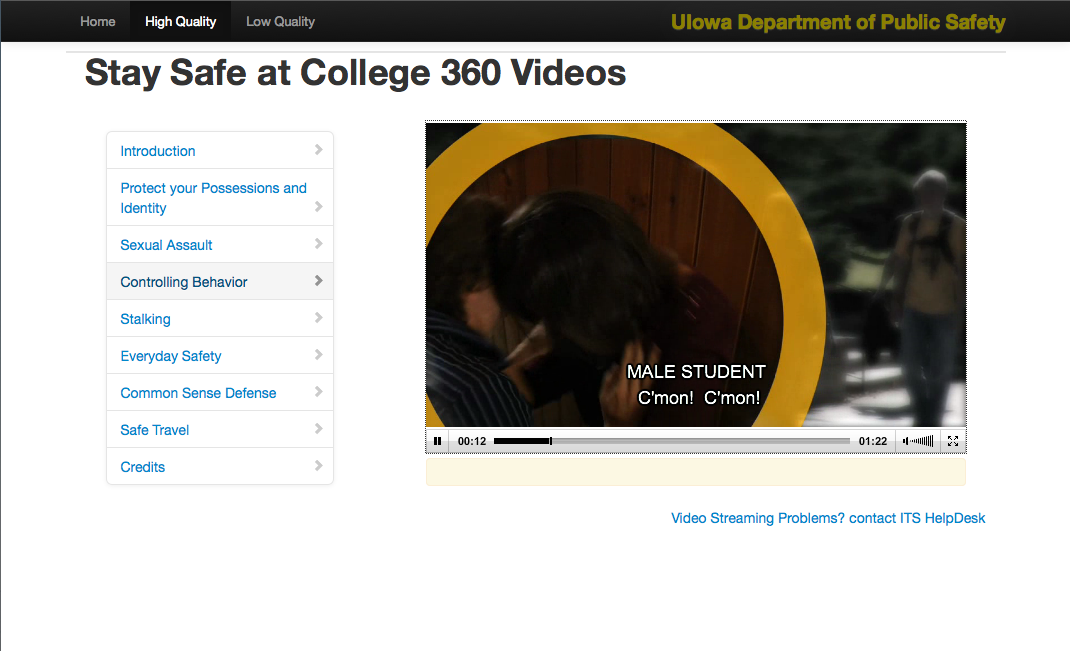 Home High Quality Low Quality UIowa Department of Public Safety
Stay Safe at College 360 Videos
Introduction
Protect your Possessions and
Identity
Sexual Assault
Controlling Behavior
Stalking
Everyday Safety
Common Sense Defense
Safe Travel
Credits
MALE STUDENT
C'mon! C'mon!
00:12 01:22
Video Streaming Problems? contact ITS HelpDesk